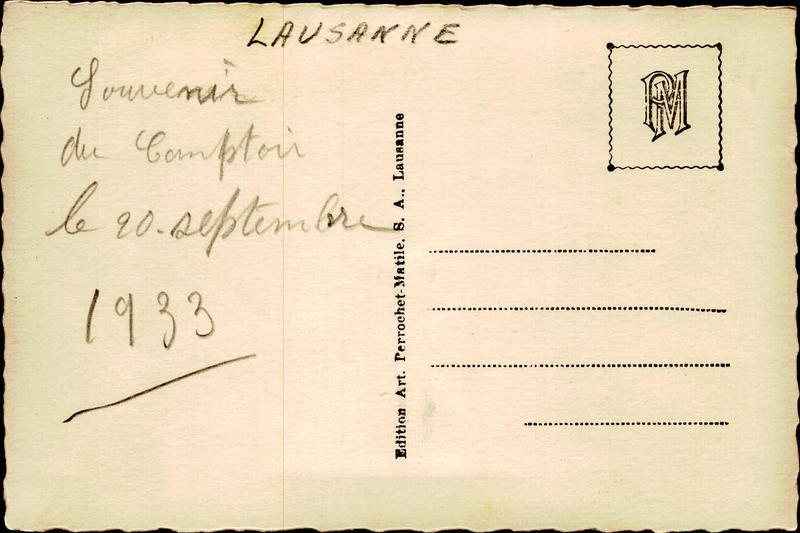 LAUSANNE
Souvenir
du Comptoir
le 20. septembre
1933
Edition Art. Perrochet-Matile. S. A., Lausanne
PM